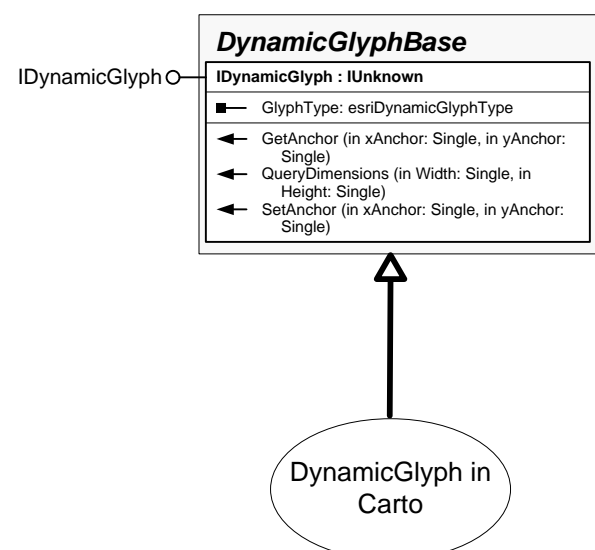 DynamicGlyphBase
IDynamicGlyph
IDynamicGlyph : IUnknown
GlyphType: esriDynamicGlyphType
GetAnchor (in xAnchor: Single, in yAnchor:
Single)
QueryDimensions (in Width: Single, in
Height: Single)
SetAnchor (in xAnchor: Single, in yAnchor:
Single)
DynamicGlyph in
Carto